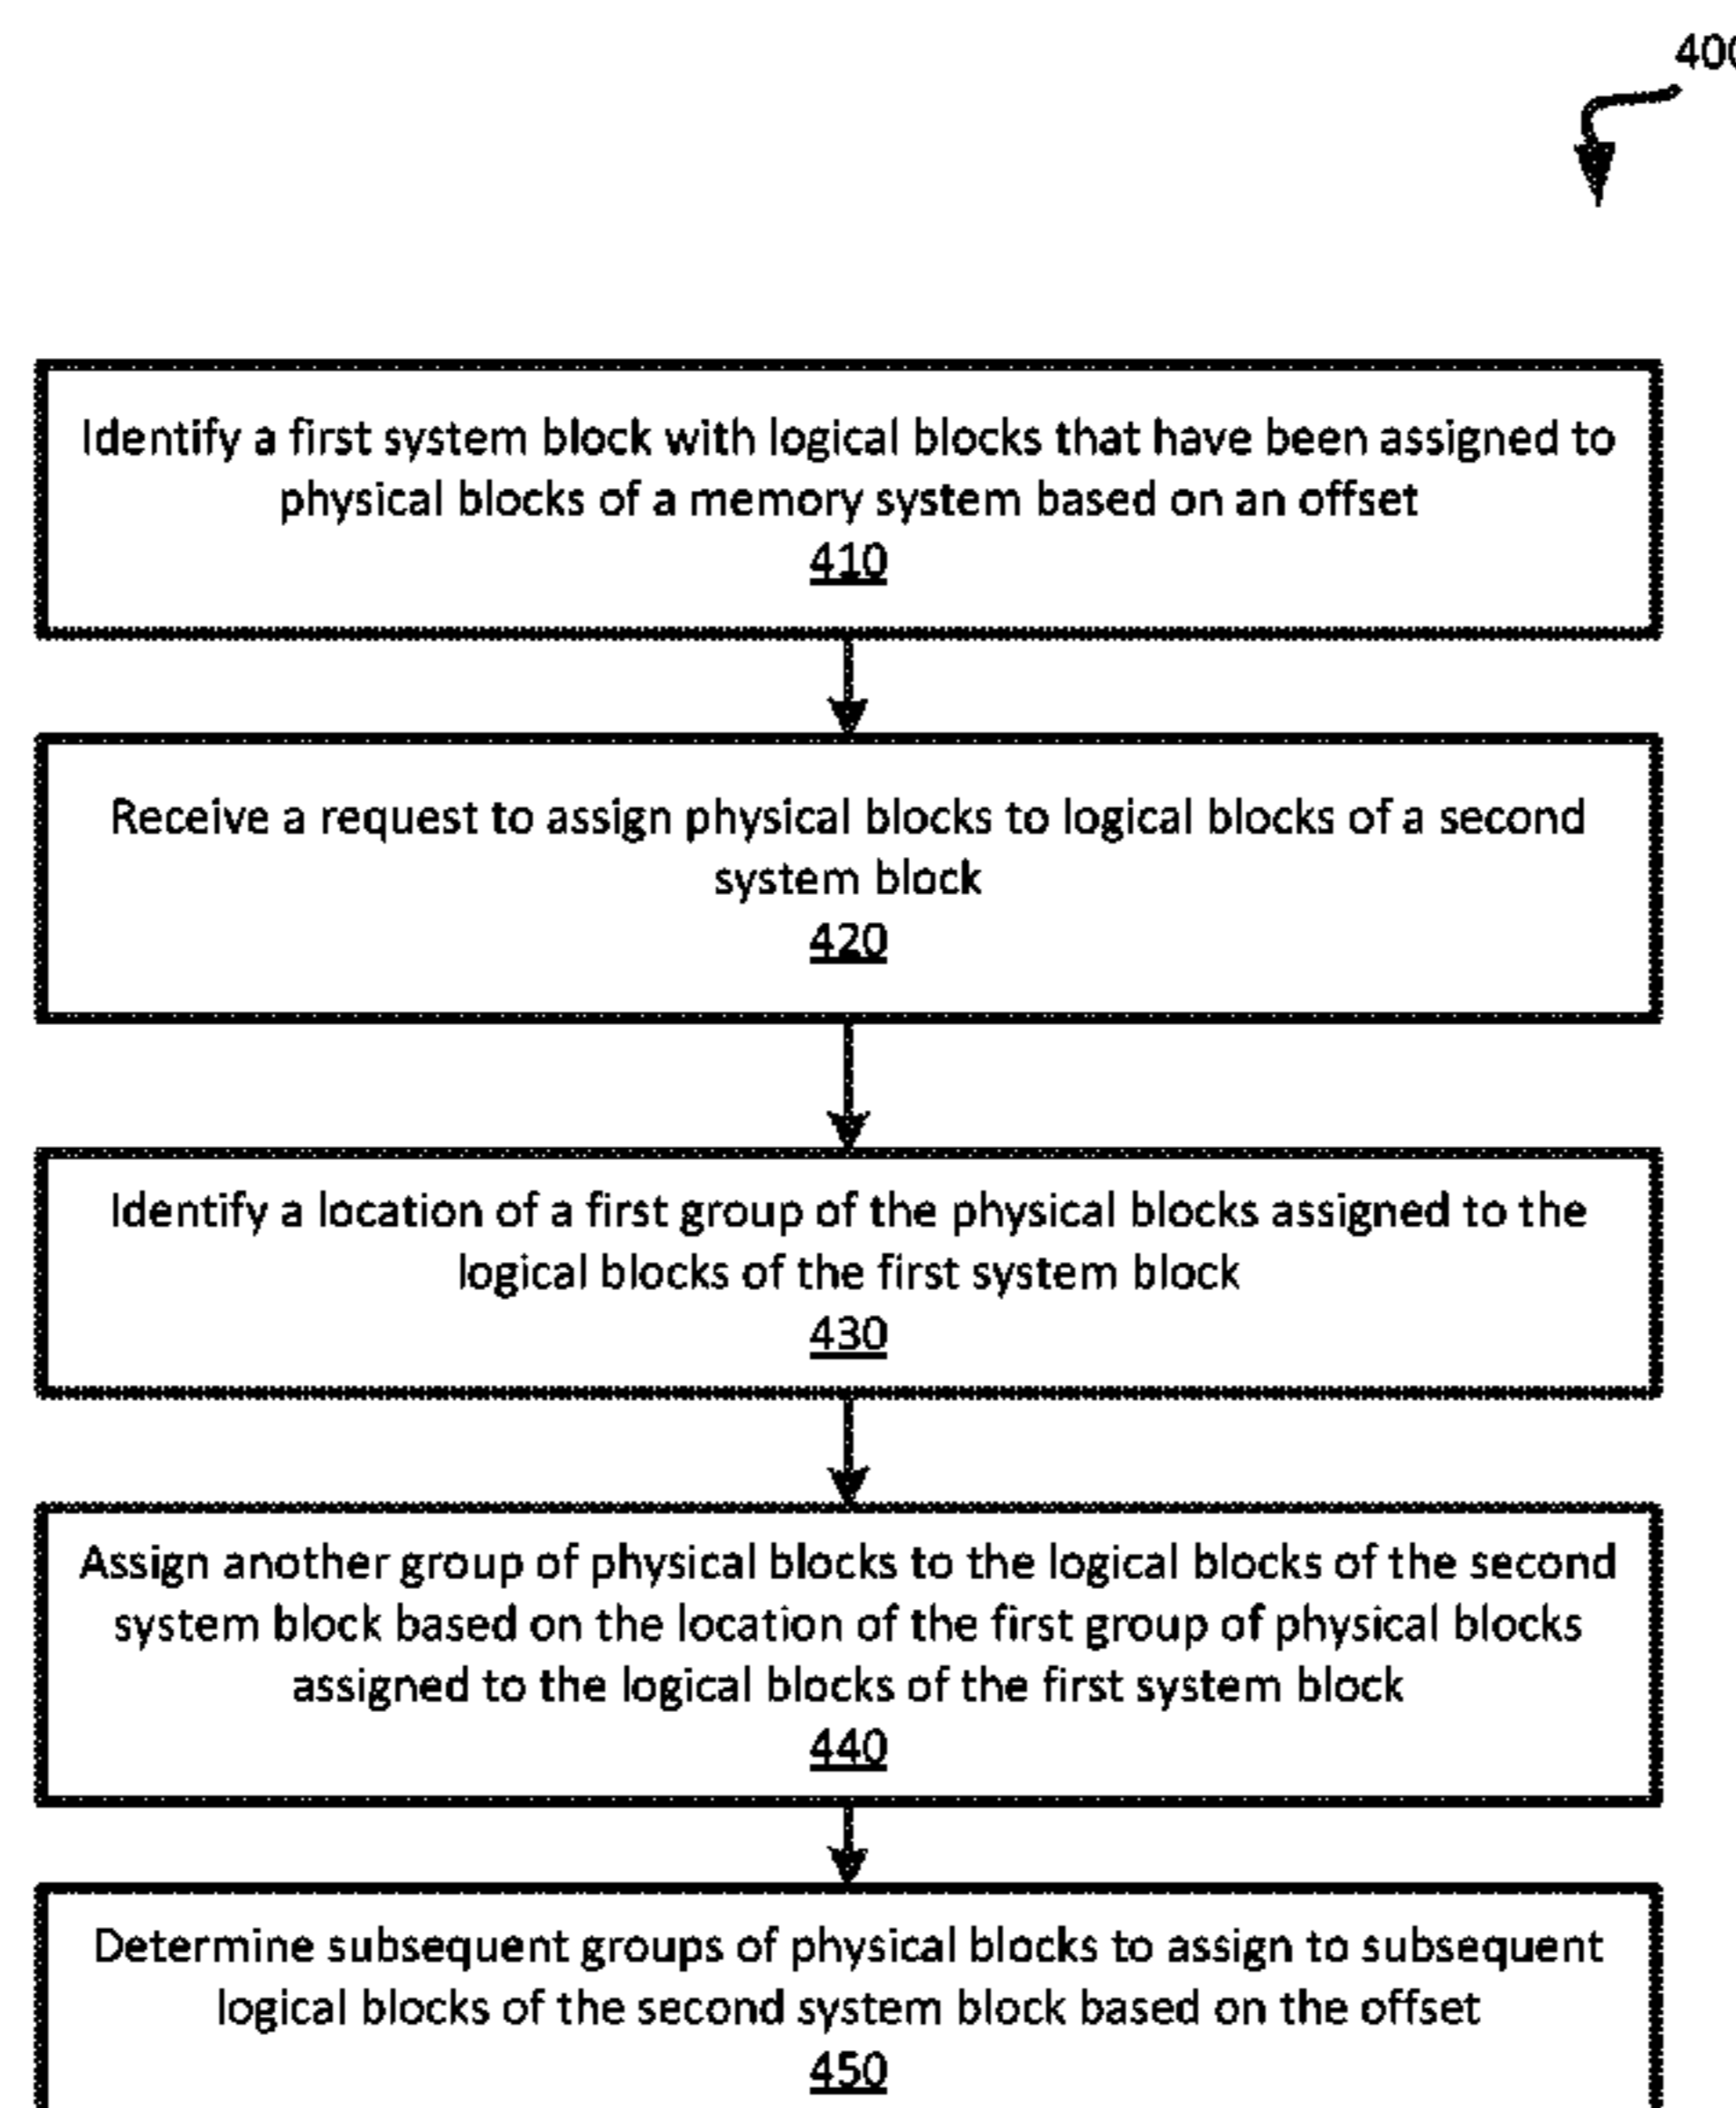 400
Identify a first system block with logical blocks that have been assigned to
physical blocks of a memory system based on an offset
410
Receive a request to assign physical blocks to logical blocks of a second
system block
420
Identify a location of a first group of the physical blocks assigned to the
logical blocks of the first system block
430
Assign another group of physical blocks to the logical blocks of the second
system block based on the location of the first group of physical blocks
assigned to the logical blocks of the first system block
440
Determine subsequent groups of physical blocks to assign to subsequent
logical blocks of the second system block based on the offset
450